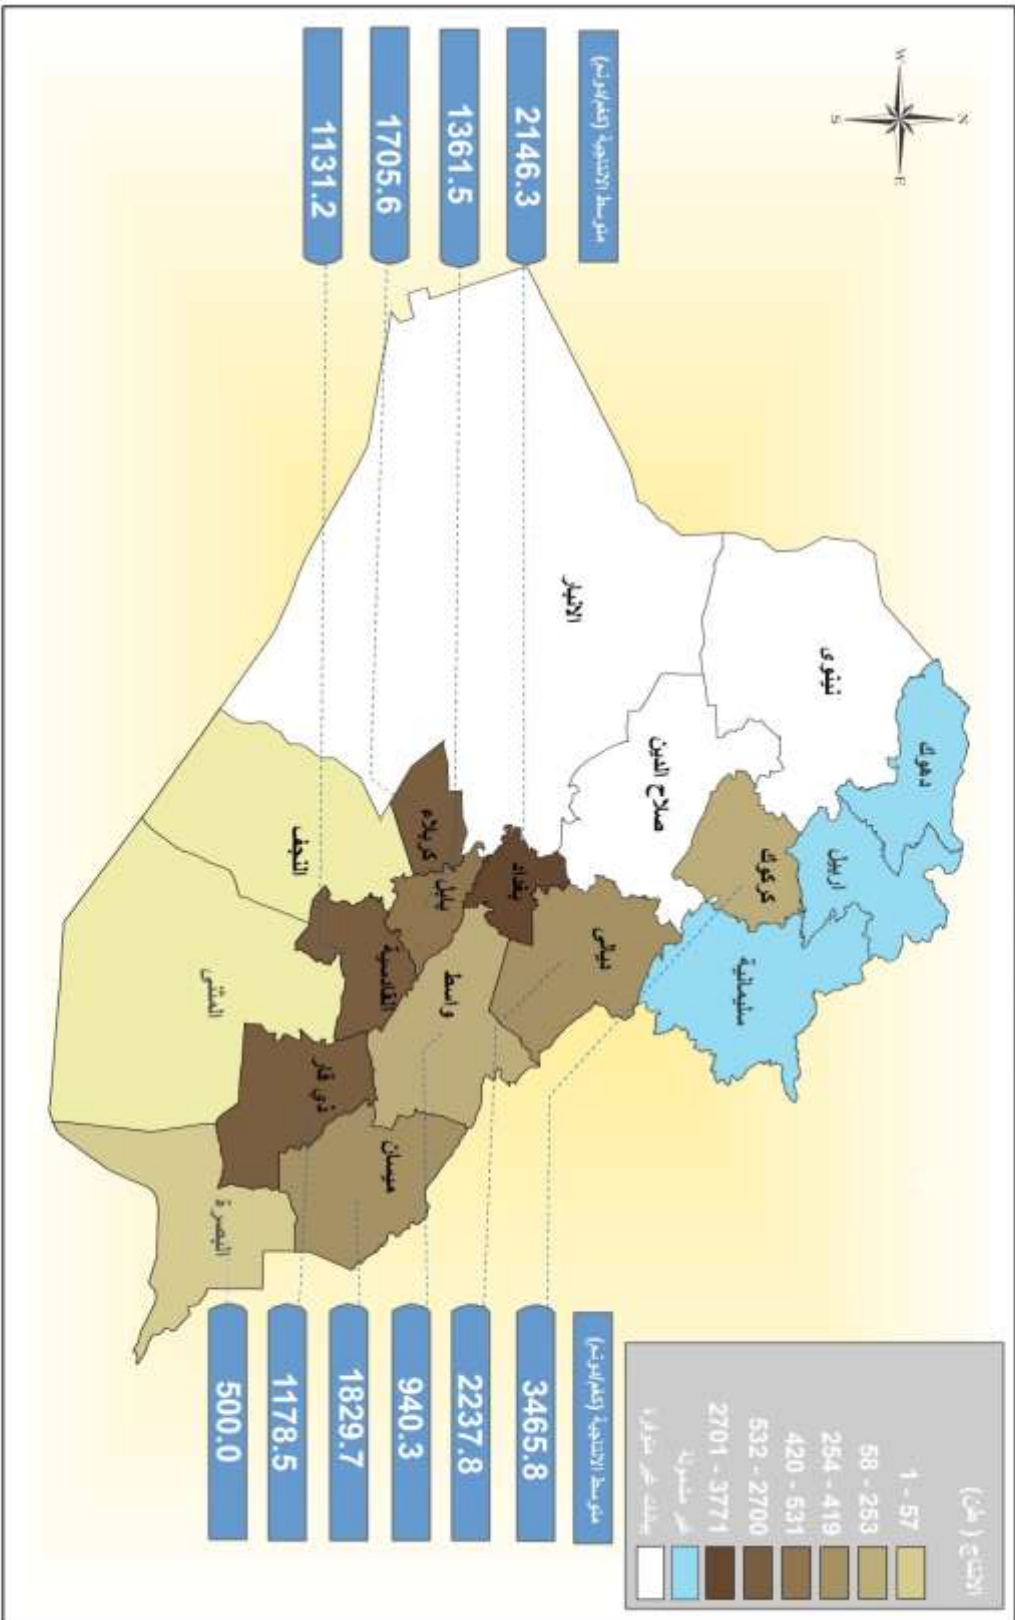 N
W
E
S
متوسط الانتاجية (كغم/دونم)
2146.3
1361.5
1705.6
1131.2
دهوك
نينوى
اربيل
سليمانية
كركوك
صلاح الدين
الانبار
ديالى
بغداد
كربلاء
بابل
واسط
القادسية
النجف
ميسان
ذي قار
المثنى
البصرة
متوسط الانتاجية (كغم/دونم)
3465.8
2237.8
940.3
1829.7
1178.5
500.0
الانتاج (طن)
1 - 57
58 - 253
254 - 419
420 - 531
532 - 2700
2701 - 3771
غير مشمولة
بيانات غير متوفرة